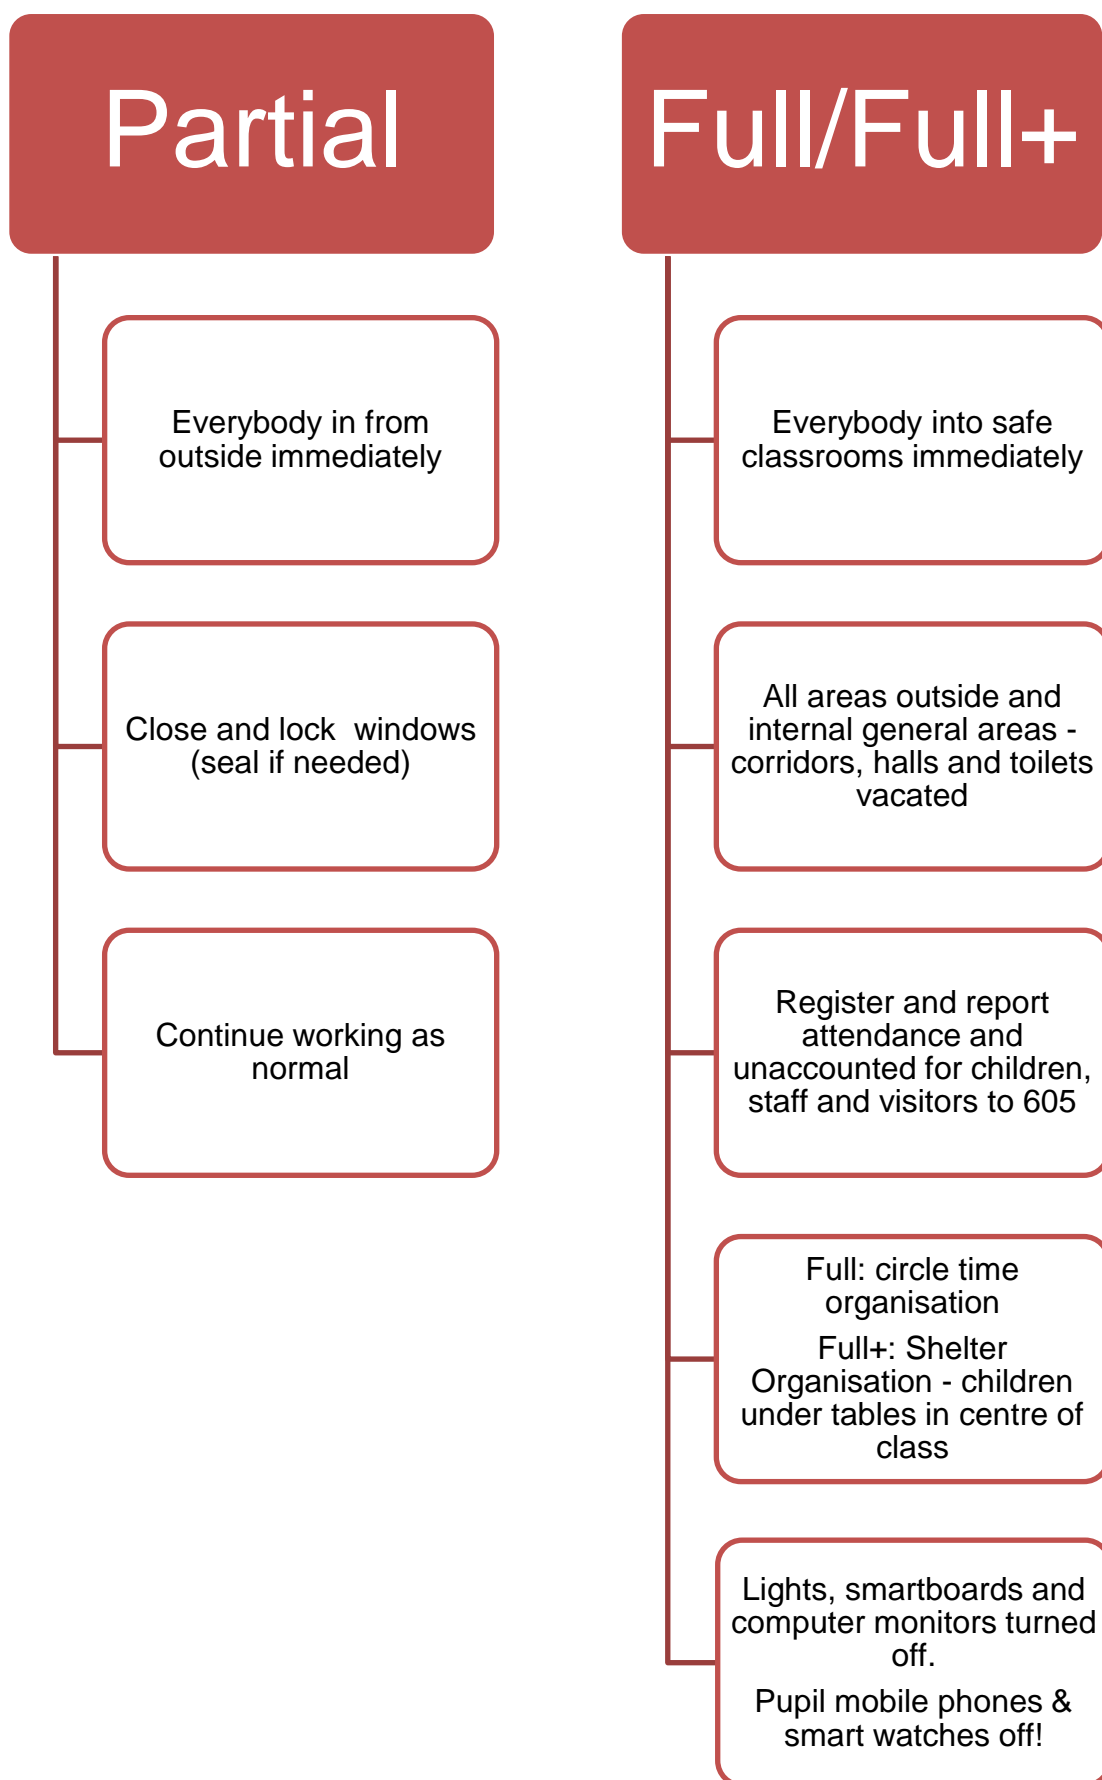 Partial
Everybody in from
outside immediately
Close and lock  windows
(seal if needed)
Continue working as
normal
Full/Full+
Everybody into safe
classrooms immediately
All areas outside and
internal general areas -
corridors, halls and toilets
vacated
Register and report
attendance and
unaccounted for children,
staff and visitors to 605
Full: circle time
organisation
Full+: Shelter
Organisation - children
under tables in centre of
class
Lights, smartboards and
computer monitors turned
off.
Pupil mobile phones &
smart watches off!